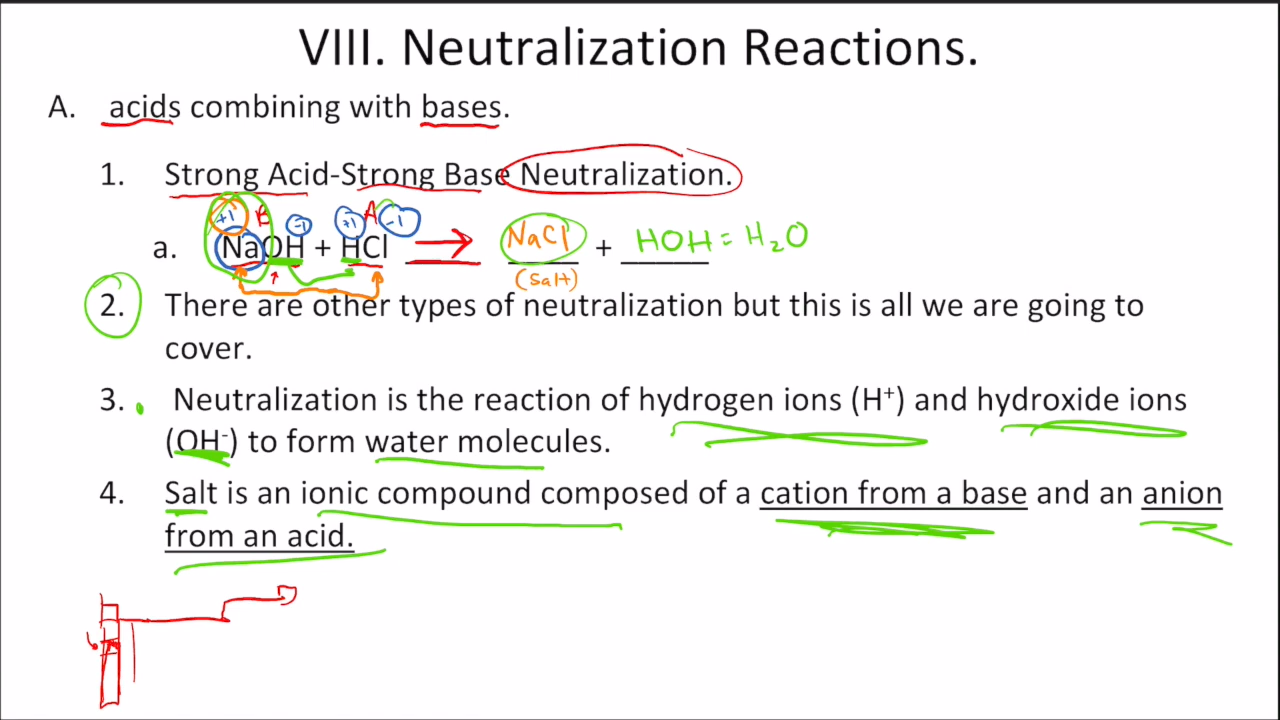 VIII. Neutralization Reactions.
A. acids combining with bases.
1. Strong Acid-Strong Base Neutralization.
+1 B -1 +1 A -1
a. NaOH + HCl → NaCl + HOH = H₂O
(salt)
2. There are other types of neutralization but this is all we are going to
cover.
3. Neutralization is the reaction of hydrogen ions (H⁺) and hydroxide ions
(OH⁻) to form water molecules.
4. Salt is an ionic compound composed of a cation from a base and an anion
from an acid.